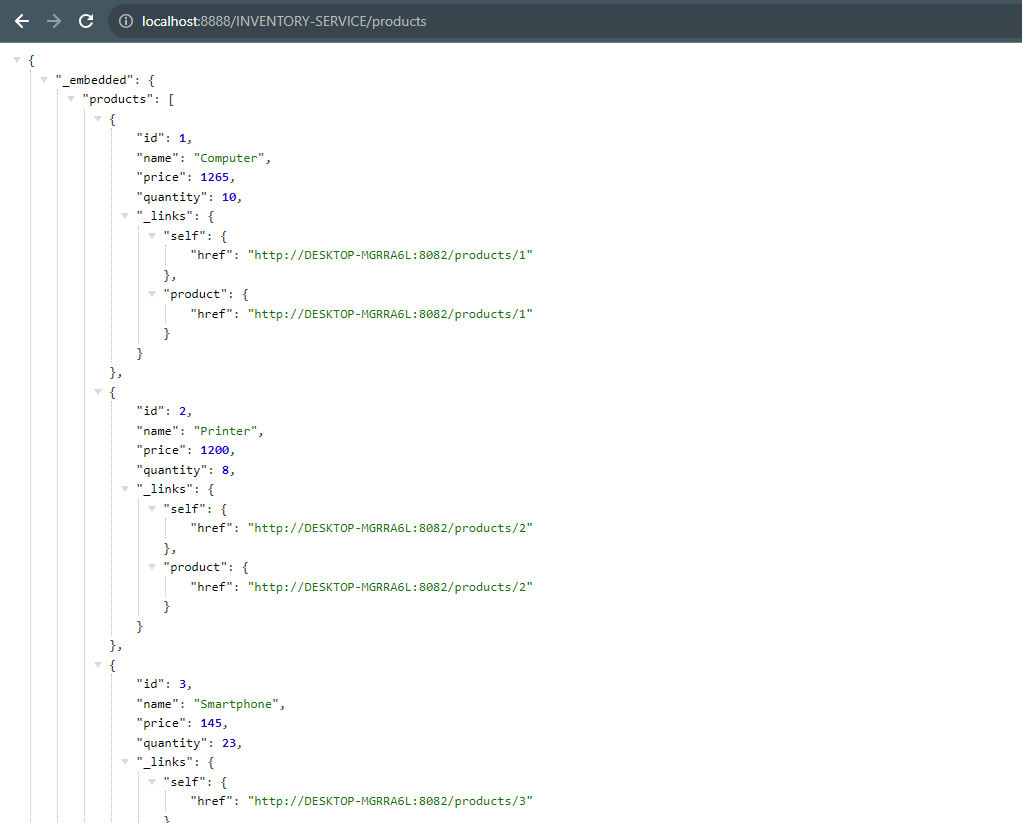 localhost:8888/INVENTORY-SERVICE/products
{
"_embedded": {
"products": [
{
"id": 1,
"name": "Computer",
"price": 1265,
"quantity": 10,
"_links": {
"self": {
"href": "http://DESKTOP-MGRRA6L:8082/products/1"
},
"product": {
"href": "http://DESKTOP-MGRRA6L:8082/products/1"
}
}
},
{
"id": 2,
"name": "Printer",
"price": 1200,
"quantity": 8,
"_links": {
"self": {
"href": "http://DESKTOP-MGRRA6L:8082/products/2"
},
"product": {
"href": "http://DESKTOP-MGRRA6L:8082/products/2"
}
}
},
{
"id": 3,
"name": "Smartphone",
"price": 145,
"quantity": 23,
"_links": {
"self": {
"href": "http://DESKTOP-MGRRA6L:8082/products/3"